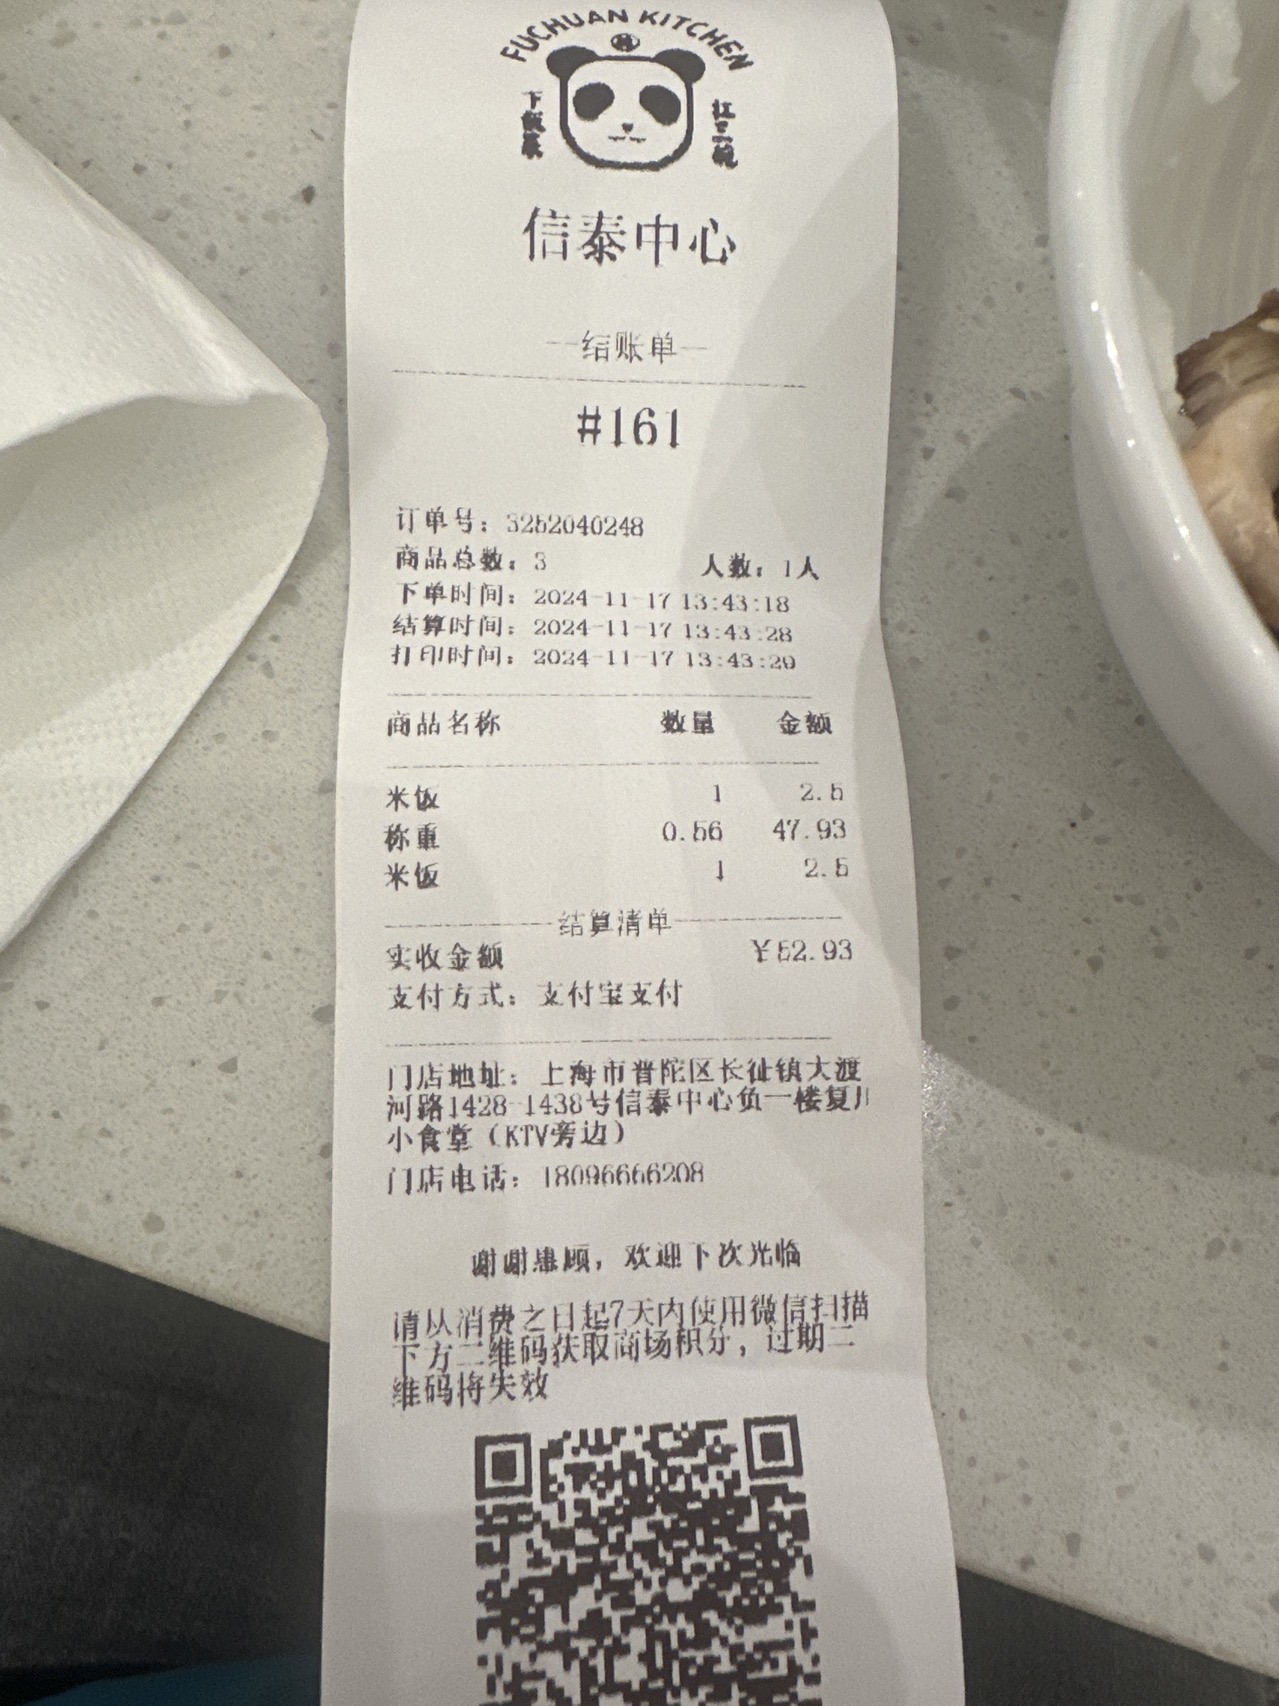 FUCHUAN KITCHEN
下飯菜
扛三碗
信泰中心
结账单
#161
订单号：3252040248
商品总数：3 人数：1人
下单时间：2024-11-17 13:43:18
结算时间：2024-11-17 13:43:28
打印时间：2024-11-17 13:43:29
商品名称 数量 金额
米饭 1 2.5
称重 0.56 47.93
米饭 1 2.5
结算清单
实收金额 ¥52.93
支付方式：支付宝支付
门店地址：上海市普陀区长征镇大渡
河路1428-1438号信泰中心负一楼复川
小食堂（KTV旁边）
门店电话：18096666208
谢谢惠顾，欢迎下次光临
请从消费之日起7天内使用微信扫描
下方二维码获取商场积分，过期二
维码将失效